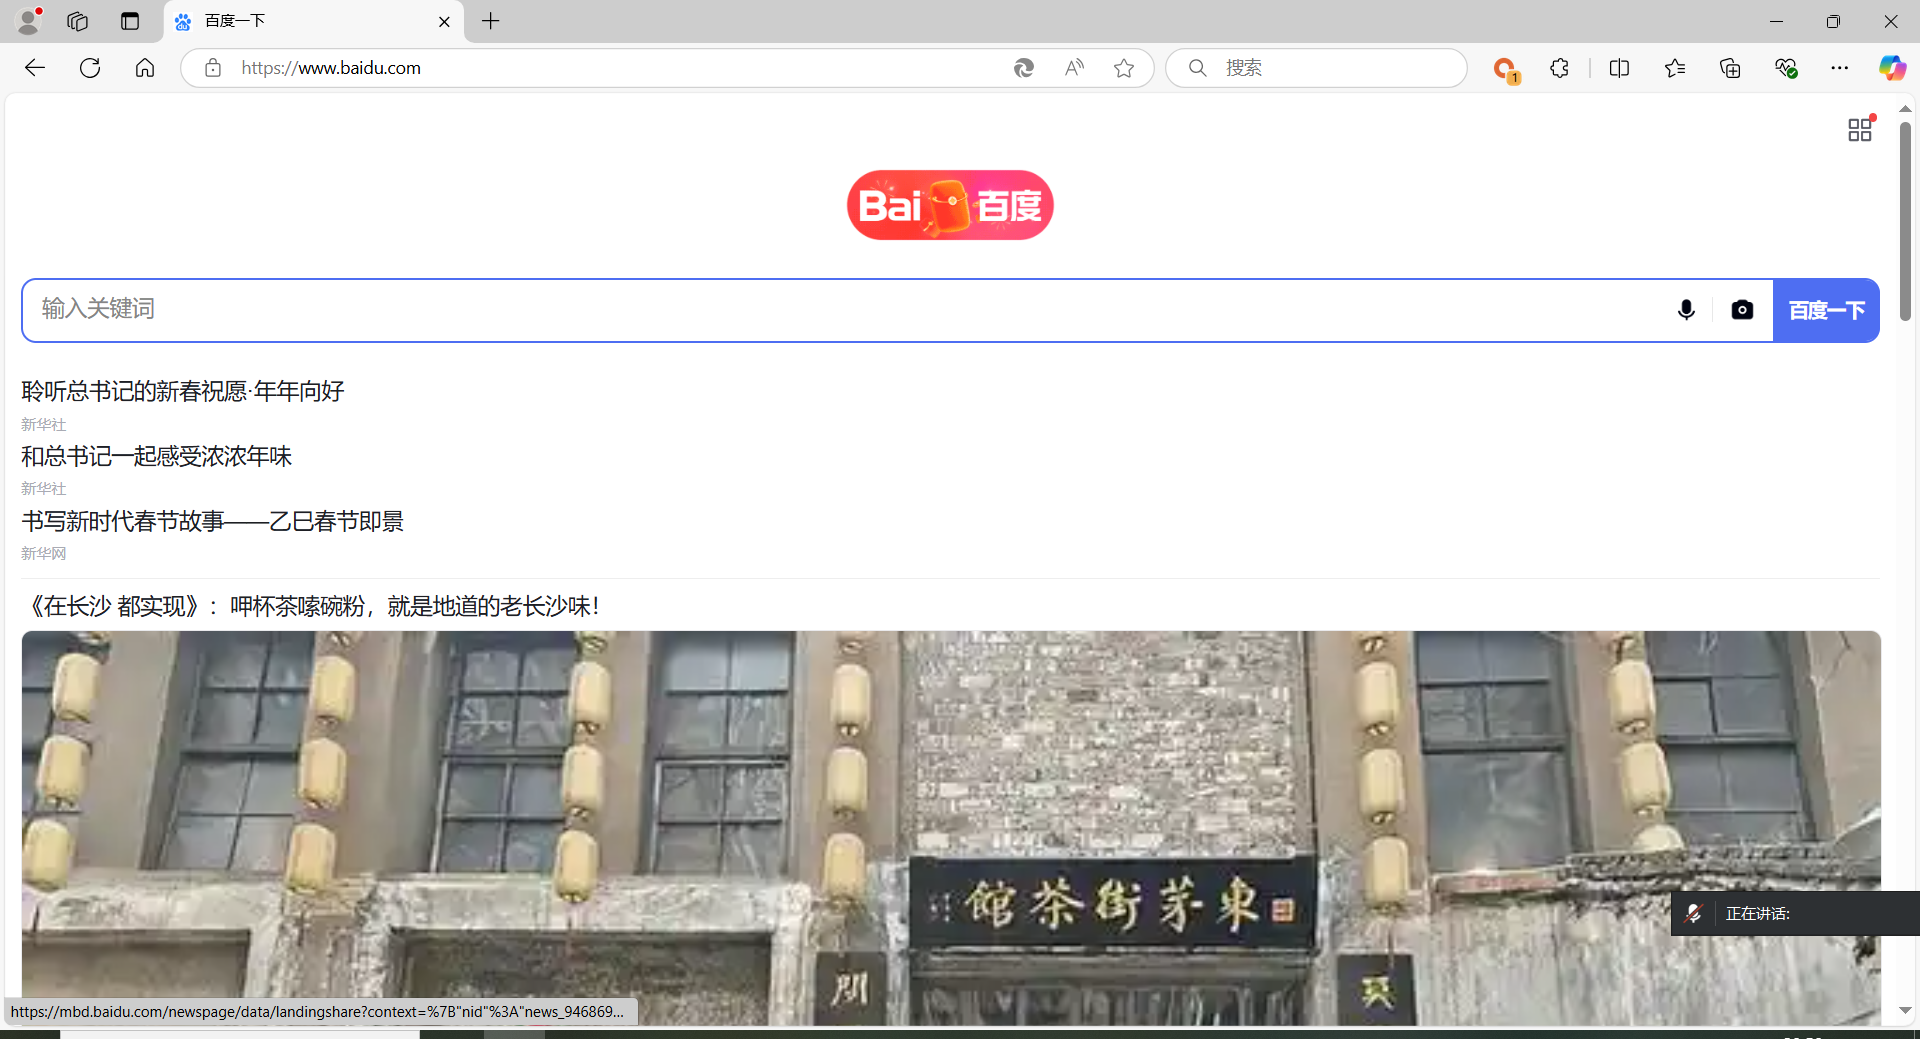 百度一下
https://www.baidu.com
搜索
1
Bai 百度
输入关键词
百度一下
聆听总书记的新春祝愿·年年向好
新华社
和总书记一起感受浓浓年味
新华社
书写新时代春节故事——乙巳春节即景
新华网
《在长沙 都实现》：呷杯茶嗦碗粉，就是地道的老长沙味！
馆茶街茅東
正在讲话:
https://mbd.baidu.com/newspage/data/landingshare?context=%7B"nid"%3A"news_946869...